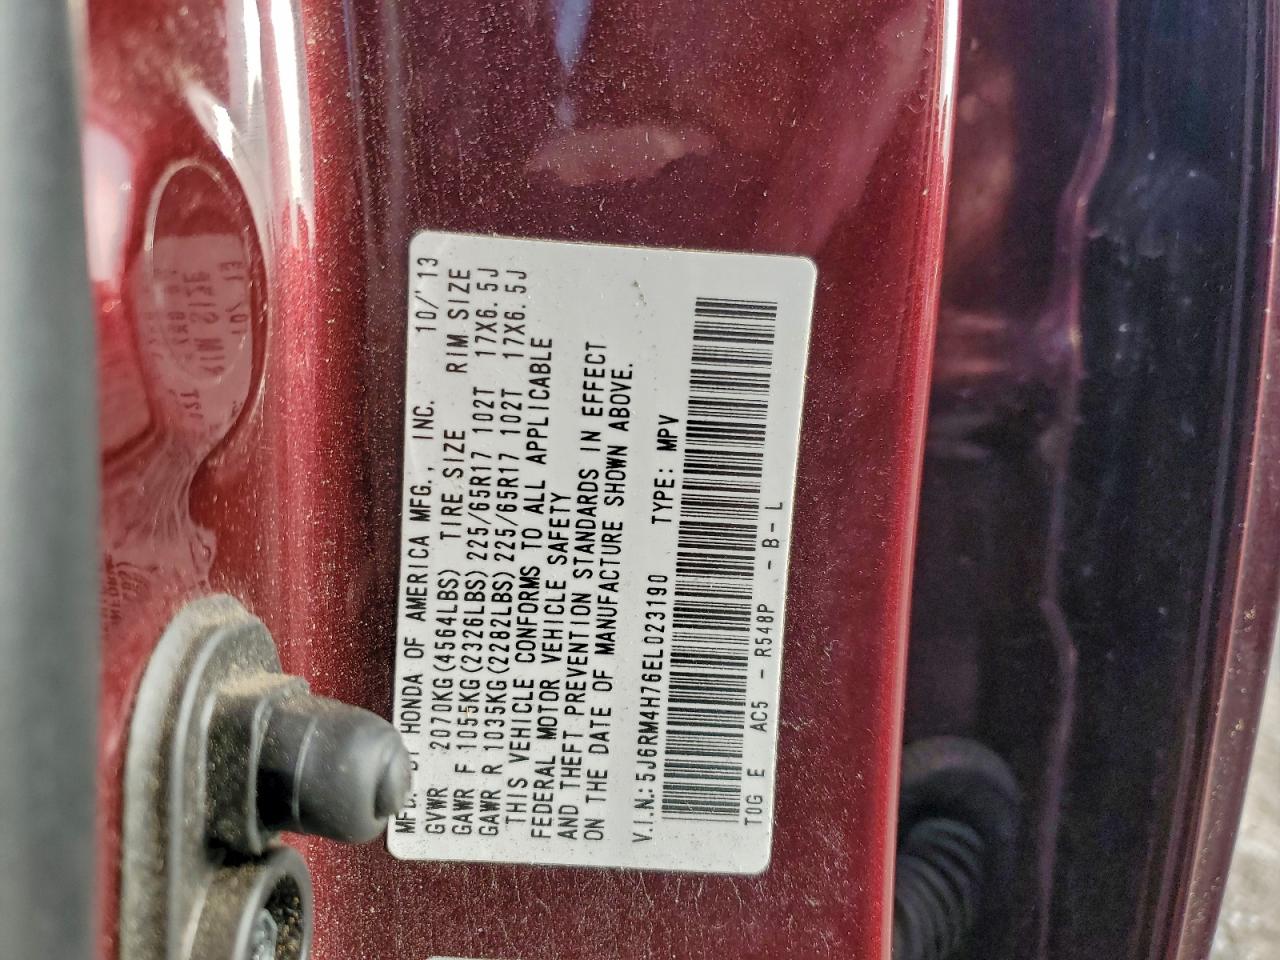 MFD. BY HONDA OF AMERICA MFG., INC. 10/'13
GVWR 2070KG(4564LBS) TIRE SIZE RIM SIZE
GAWR F 1055KG(2326LBS) 225/65R17 102T 17X6.5J
GAWR R 1035KG(2282LBS) 225/65R17 102T 17X6.5J
THIS VEHICLE CONFORMS TO ALL APPLICABLE
FEDERAL MOTOR VEHICLE SAFETY
AND THEFT PREVENTION STANDARDS IN EFFECT
ON THE DATE OF MANUFACTURE SHOWN ABOVE.
V.I.N.: 5J6RM4H76EL023190 TYPE: MPV
TOG E AC5 - R548P - B - L